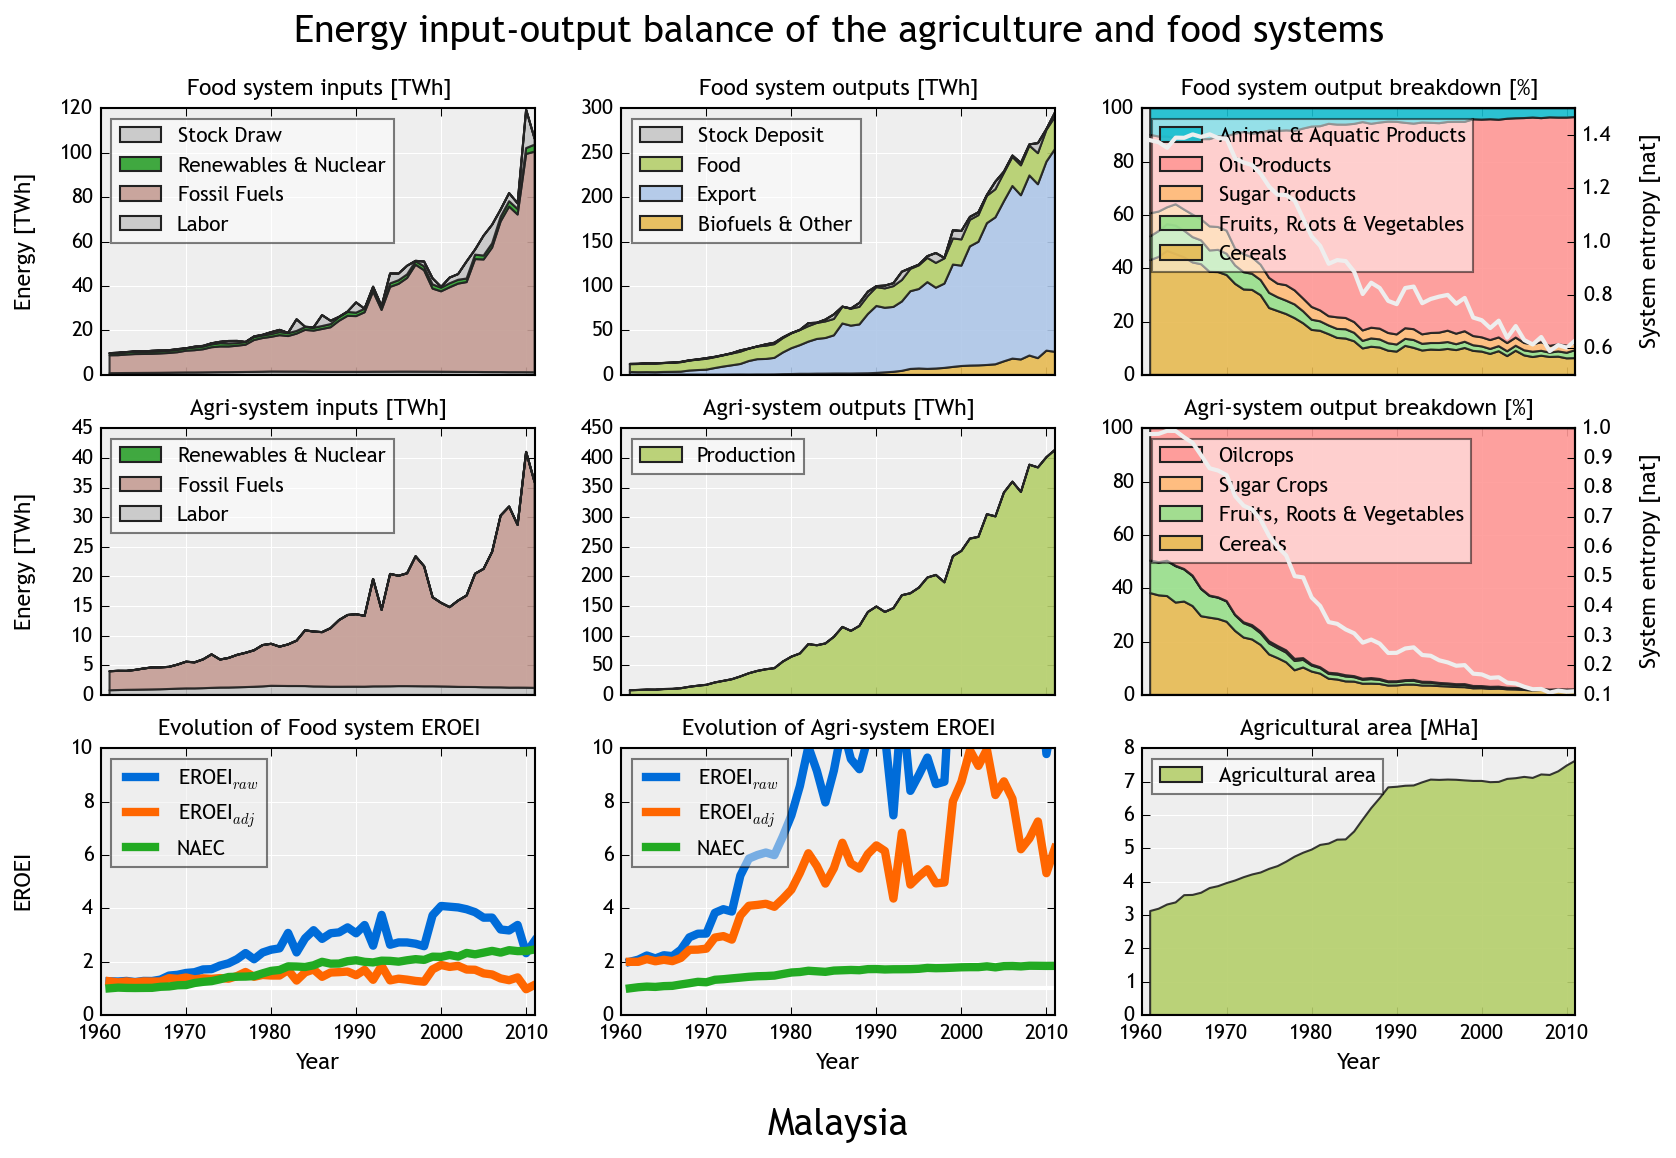 Energy input-output balance of the agriculture and food systems
Food system inputs [TWh]
Energy [TWh]
120
100
80
60
40
20
0
Stock Draw
Renewables & Nuclear
Fossil Fuels
Labor
Food system outputs [TWh]
300
250
200
150
100
50
0
Stock Deposit
Food
Export
Biofuels & Other
Food system output breakdown [%]
100
80
60
40
20
0
Animal & Aquatic Products
Oil Products
Sugar Products
Fruits, Roots & Vegetables
Cereals
1.4
1.2
1.0
0.8
0.6
System entropy [nat]
Agri-system inputs [TWh]
Energy [TWh]
45
40
35
30
25
20
15
10
5
0
Renewables & Nuclear
Fossil Fuels
Labor
Agri-system outputs [TWh]
450
400
350
300
250
200
150
100
50
0
Production
Agri-system output breakdown [%]
100
80
60
40
20
0
Oilcrops
Sugar Crops
Fruits, Roots & Vegetables
Cereals
1.0
0.9
0.8
0.7
0.6
0.5
0.4
0.3
0.2
0.1
System entropy [nat]
Evolution of Food system EROEI
EROEI
10
8
6
4
2
0
EROEI raw
EROEI adj
NAEC
1960 1970 1980 1990 2000 2010
Year
Evolution of Agri-system EROEI
10
8
6
4
2
0
EROEI raw
EROEI adj
NAEC
1960 1970 1980 1990 2000 2010
Year
Agricultural area [MHa]
8
7
6
5
4
3
2
1
0
Agricultural area
1960 1970 1980 1990 2000 2010
Year
Malaysia